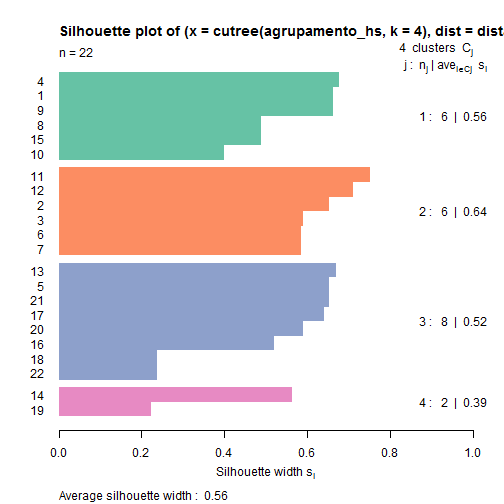 Silhouette plot of (x = cutree(agrupamento_hs, k = 4), dist = dist
n = 22
4 clusters Cj
j : nj | aveiєCj si
4
1
9
8
15
10
1 : 6 | 0.56
11
12
2
3
6
7
2 : 6 | 0.64
13
5
21
17
20
16
18
22
3 : 8 | 0.52
14
19
4 : 2 | 0.39
0.0 0.2 0.4 0.6 0.8 1.0
Silhouette width si
Average silhouette width : 0.56